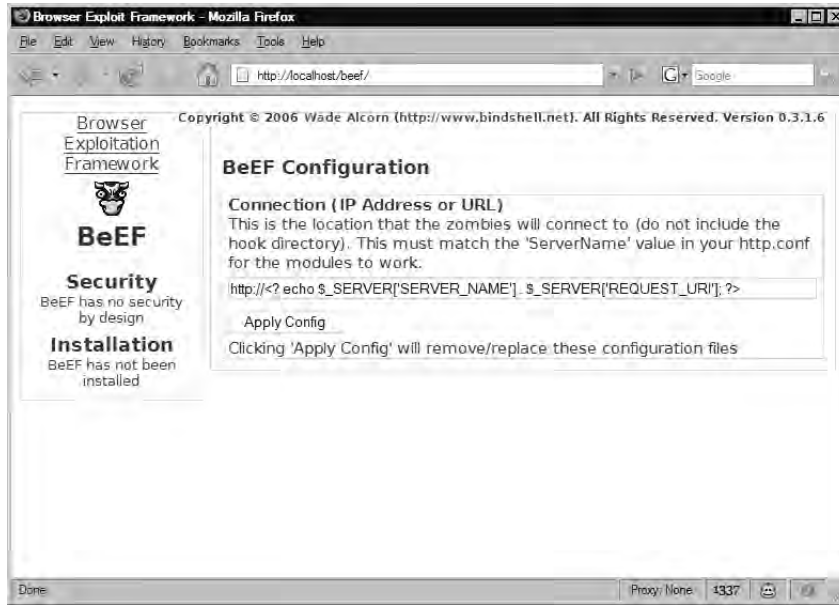 Browser Exploit Framework - Mozilla Firefox
File Edit View History Bookmarks Tools Help
http://localhost/beef/
G Google
Copyright © 2006 Wade Alcorn (http://www.bindshell.net). All Rights Reserved. Version 0.3.1.6
Browser
Exploitation
Framework
BeEF
Security
BeEF has no security
by design
Installation
BeEF has not been
installed
BeEF Configuration
Connection (IP Address or URL)
This is the location that the zombies will connect to (do not include the
hook directory). This must match the 'ServerName' value in your http.conf
for the modules to work.
http://<? echo $_SERVER['SERVER_NAME'] . $_SERVER['REQUEST_URI']; ?>
Apply Config
Clicking 'Apply Config' will remove/replace these configuration files
Done
Proxy: None 1337